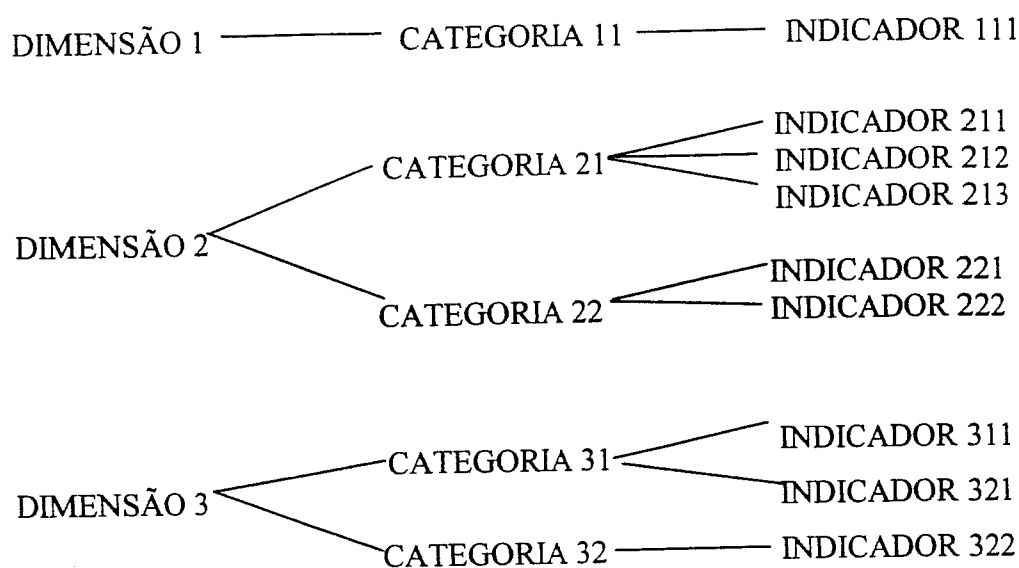 DIMENSÃO 1 CATEGORIA 11 INDICADOR 111
INDICADOR 211
CATEGORIA 21 INDICADOR 212
INDICADOR 213
DIMENSÃO 2
INDICADOR 221
CATEGORIA 22 INDICADOR 222
INDICADOR 311
CATEGORIA 31
INDICADOR 321
DIMENSÃO 3
CATEGORIA 32 INDICADOR 322